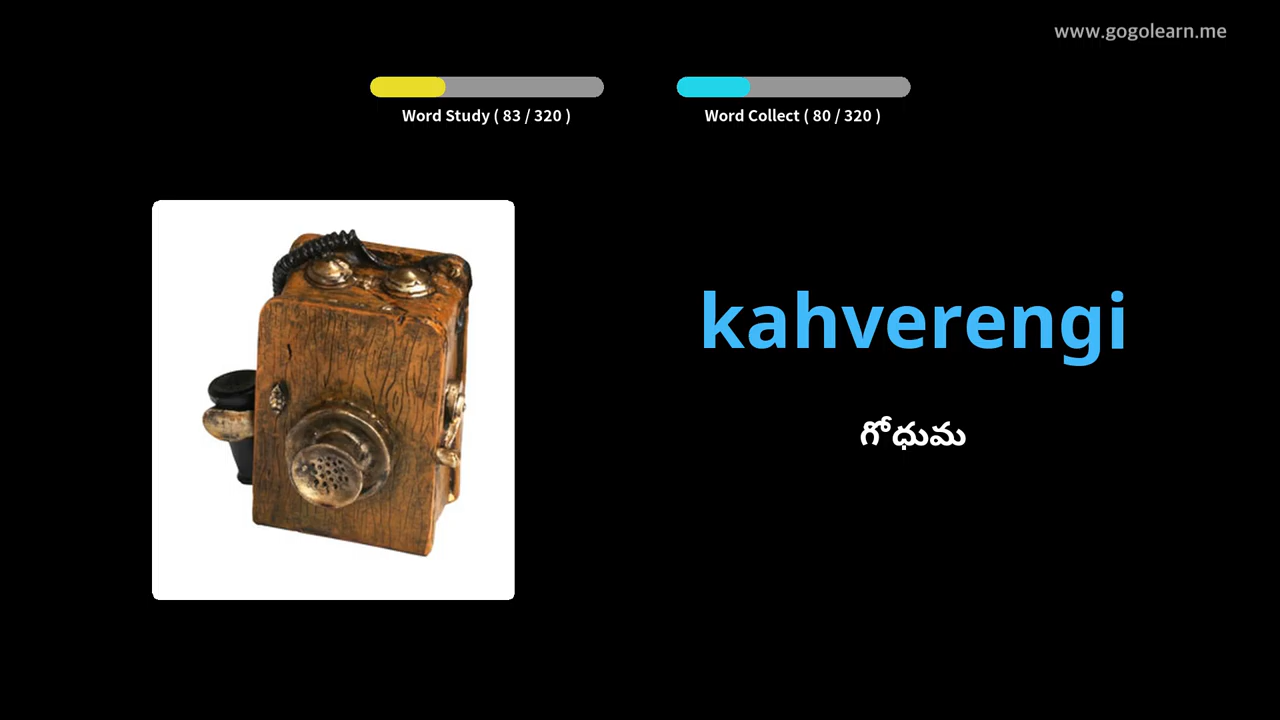 www.gogolearn.me
Word Study ( 83 / 320 )
Word Collect ( 80 / 320 )
kahverengi
గోధుమ